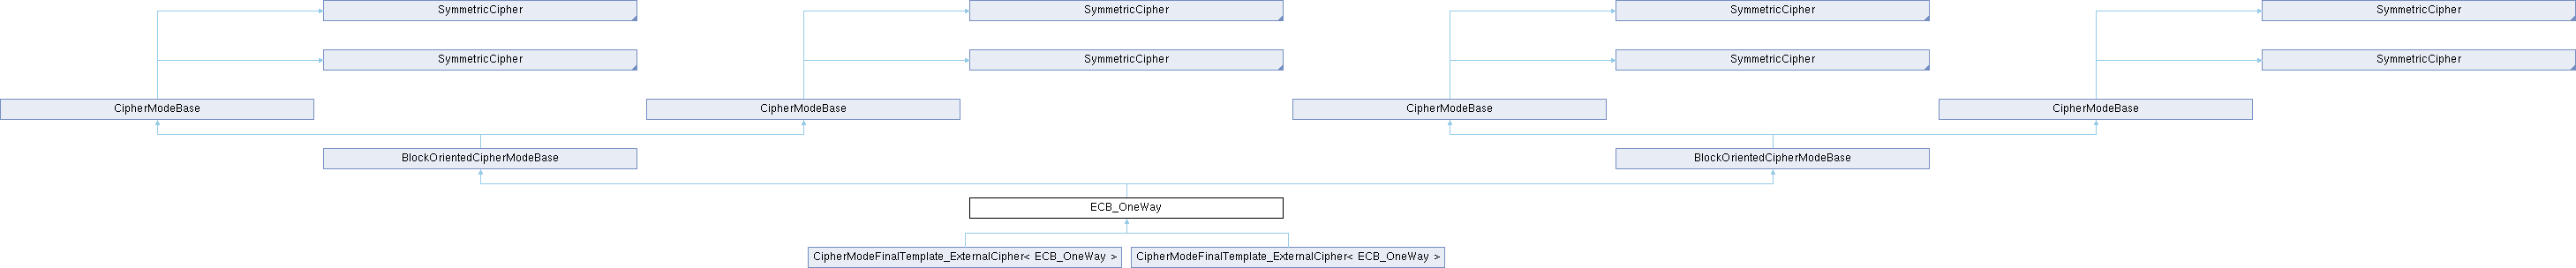 SymmetricCipher
SymmetricCipher
SymmetricCipher
SymmetricCipher
SymmetricCipher
SymmetricCipher
SymmetricCipher
SymmetricCipher
CipherModeBase
CipherModeBase
CipherModeBase
CipherModeBase
BlockOrientedCipherModeBase
BlockOrientedCipherModeBase
ECB_OneWay
CipherModeFinalTemplate_ExternalCipher< ECB_OneWay >
CipherModeFinalTemplate_ExternalCipher< ECB_OneWay >